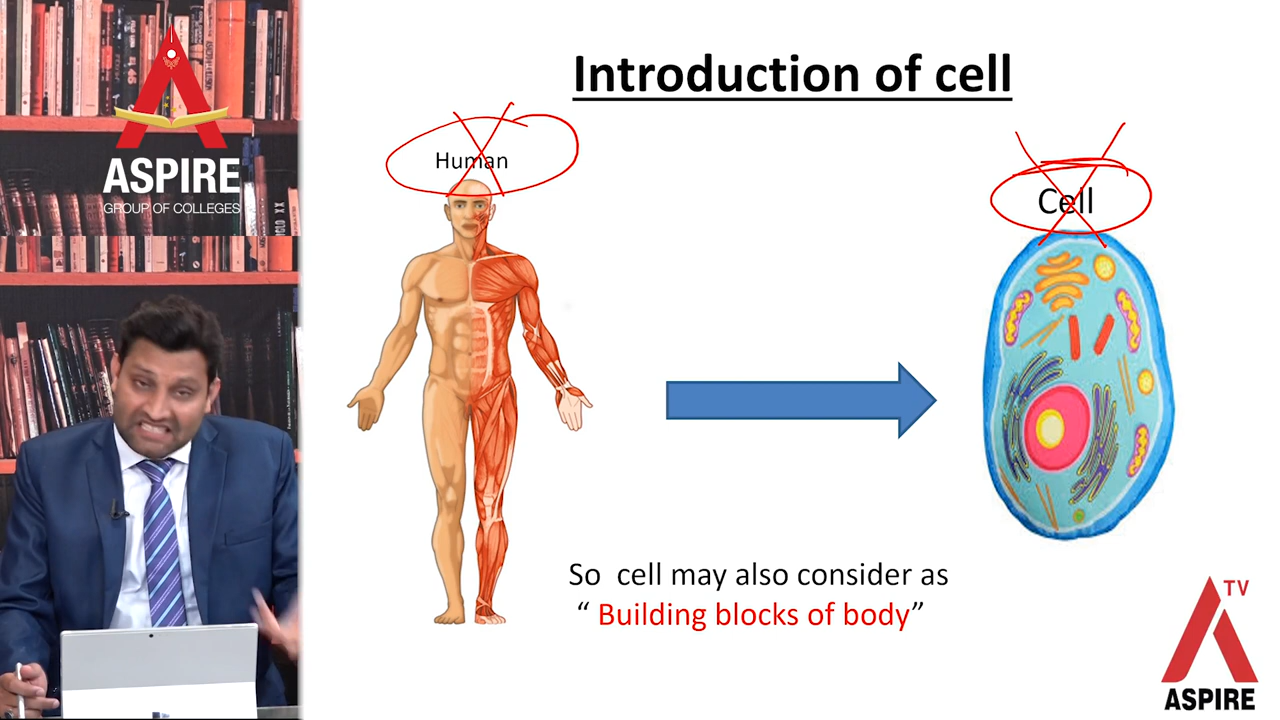 ASPIRE
GROUP OF COLLEGES
Introduction of cell
Human
Cell
So cell may also consider as
“ Building blocks of body”
TV
ASPIRE